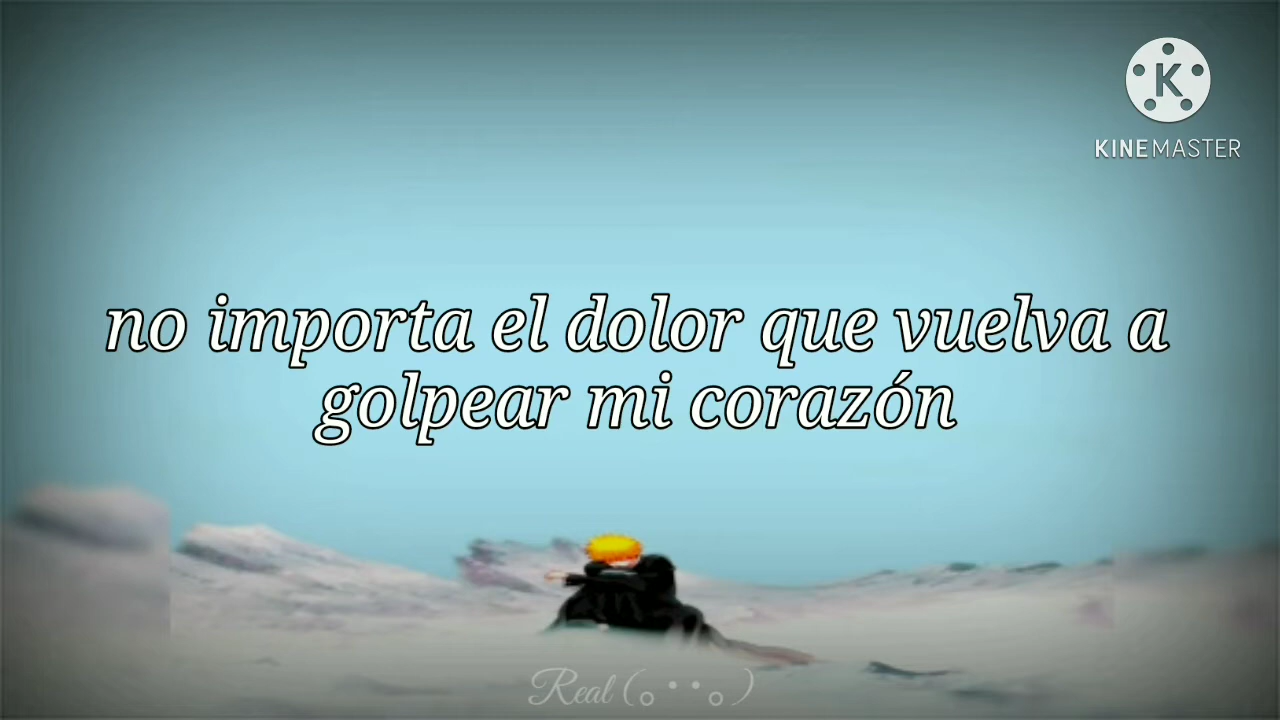 K
KINEMASTER
no importa el dolor que vuelva a
golpear mi corazón
Real (｡••｡)